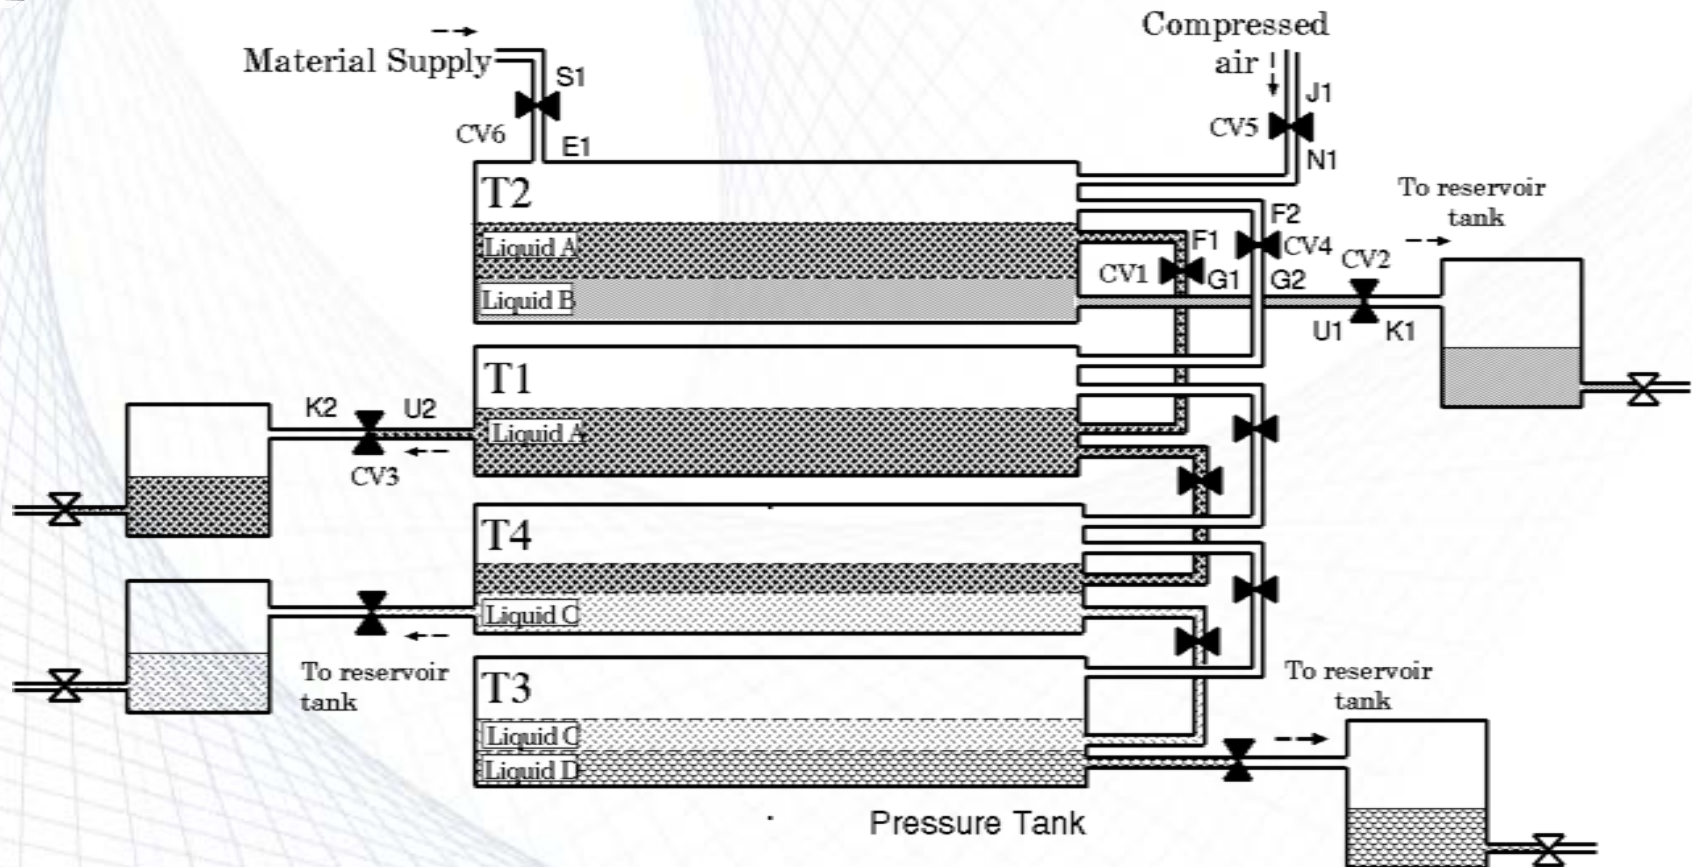 Material Supply
S1
CV6
E1
Compressed
air
J1
CV5
N1
T2
Liquid A
Liquid B
F2
F1
CV4
CV1
G1
G2
To reservoir
tank
CV2
U1
K1
T1
Liquid A
K2
U2
CV3
T4
Liquid C
To reservoir
tank
T3
Liquid C
Liquid D
To reservoir
tank
Pressure Tank